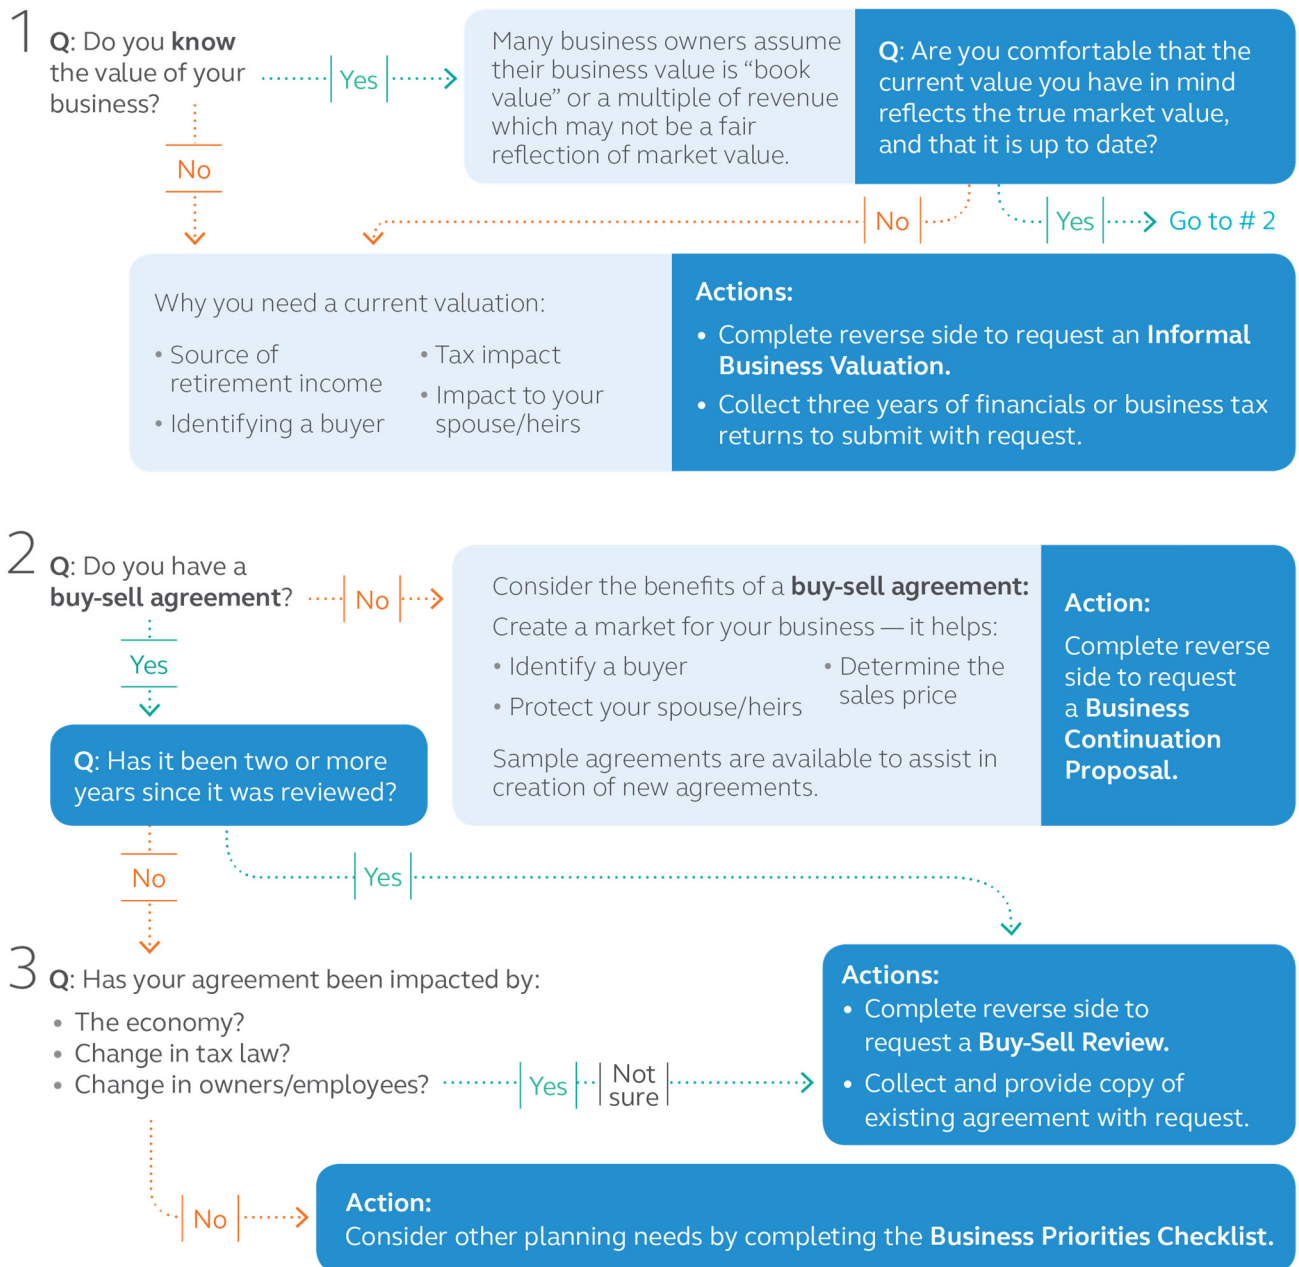 1
Q: Do you know
the value of your
business?
Yes
Many business owners assume
their business value is “book
value” or a multiple of revenue
which may not be a fair
reflection of market value.
Q: Are you comfortable that the
current value you have in mind
reflects the true market value,
and that it is up to date?
No
No
Yes
Go to # 2
Why you need a current valuation:
• Source of
retirement income
• Identifying a buyer
• Tax impact
• Impact to your
spouse/heirs
Actions:
• Complete reverse side to request an Informal
Business Valuation.
• Collect three years of financials or business tax
returns to submit with request.
2
Q: Do you have a
buy-sell agreement?
No
Consider the benefits of a buy-sell agreement:
Create a market for your business — it helps:
• Identify a buyer
• Protect your spouse/heirs
• Determine the
sales price
Sample agreements are available to assist in
creation of new agreements.
Action:
Complete reverse
side to request
a Business
Continuation
Proposal.
Yes
Q: Has it been two or more
years since it was reviewed?
No
Yes
3
Q: Has your agreement been impacted by:
• The economy?
• Change in tax law?
• Change in owners/employees?
Yes
Not
sure
Actions:
• Complete reverse side to
request a Buy-Sell Review.
• Collect and provide copy of
existing agreement with request.
No
Action:
Consider other planning needs by completing the Business Priorities Checklist.